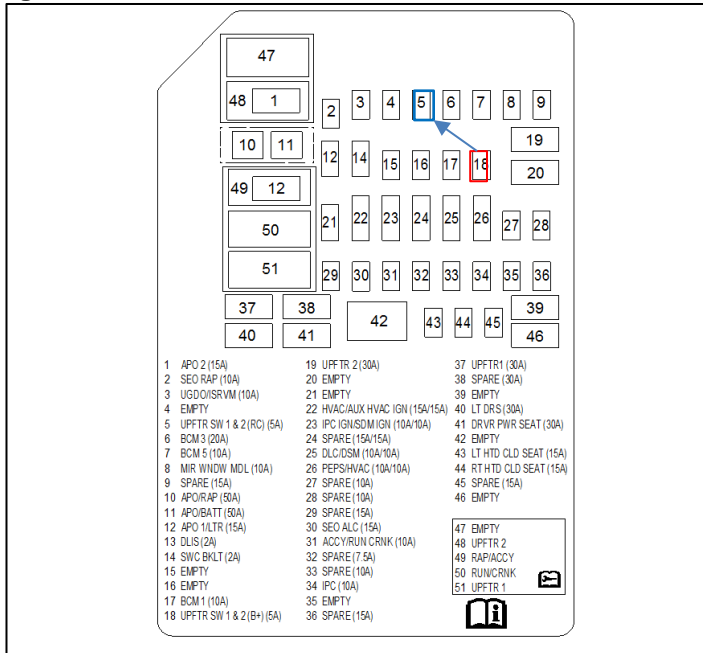 47
48 1
2 3 4 5 6 7 8 9
10 11
19
12 14 15 16 17 18
20
49 12
50
21 22 23 24 25 26 27 28
51
29 30 31 32 33 34 35 36
37 38 39
42 43 44 45
40 41 46
1 APO 2 (15A)
2 SEO RAP (10A)
3 UGDO/ISRVM (10A)
4 EMPTY
5 UPFTR SW 1 & 2 (RC) (5A)
6 BCM 3 (20A)
7 BCM 5 (10A)
8 MIR WNDW MDL (10A)
9 SPARE (15A)
10 APO/RAP (50A)
11 APO/BATT (50A)
12 APO 1/LTR (15A)
13 DLIS (2A)
14 SWC BKLT (2A)
15 EMPTY
16 EMPTY
17 BCM 1 (10A)
18 UPFTR SW 1 & 2 (B+) (5A)
19 UPFTR 2 (30A)
20 EMPTY
21 EMPTY
22 HVAC/AUX HVAC IGN (15A/15A)
23 IPC IGN/SDM IGN (10A/10A)
24 SPARE (15A/15A)
25 DLC/DSM (10A/10A)
26 PEPS/HVAC (10A/10A)
27 SPARE (10A)
28 SPARE (10A)
29 SPARE (15A)
30 SEO ALC (15A)
31 ACCY/RUN CRNK (10A)
32 SPARE (7.5A)
33 SPARE (10A)
34 IPC (10A)
35 EMPTY
36 SPARE (15A)
37 UPFTR1 (30A)
38 SPARE (30A)
39 EMPTY
40 LT DRS (30A)
41 DRVR PWR SEAT (30A)
42 EMPTY
43 LT HTD CLD SEAT (15A)
44 RT HTD CLD SEAT (15A)
45 SPARE (15A)
46 EMPTY
47 EMPTY
48 UPFTR 2
49 RAP/ACCY
50 RUN/CRNK
51 UPFTR 1
i